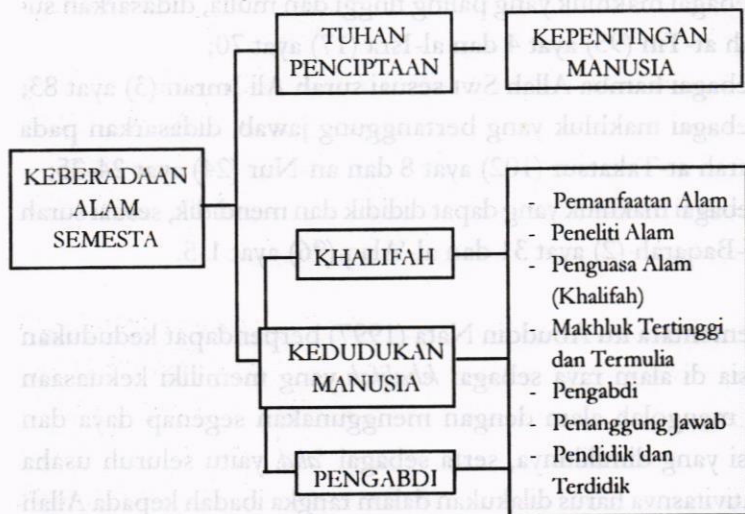 TUHAN
PENCIPTAAN
KEPENTINGAN
MANUSIA
KEBERADAAN
ALAM
SEMESTA
KHALIFAH
KEDUDUKAN
MANUSIA
PENGABDI
- Pemanfaatan Alam
- Peneliti Alam
- Penguasa Alam
(Khalifah)
- Makhluk Tertinggi
dan Termulia
- Pengabdi
- Penanggung Jawab
- Pendidik dan
Terdidik